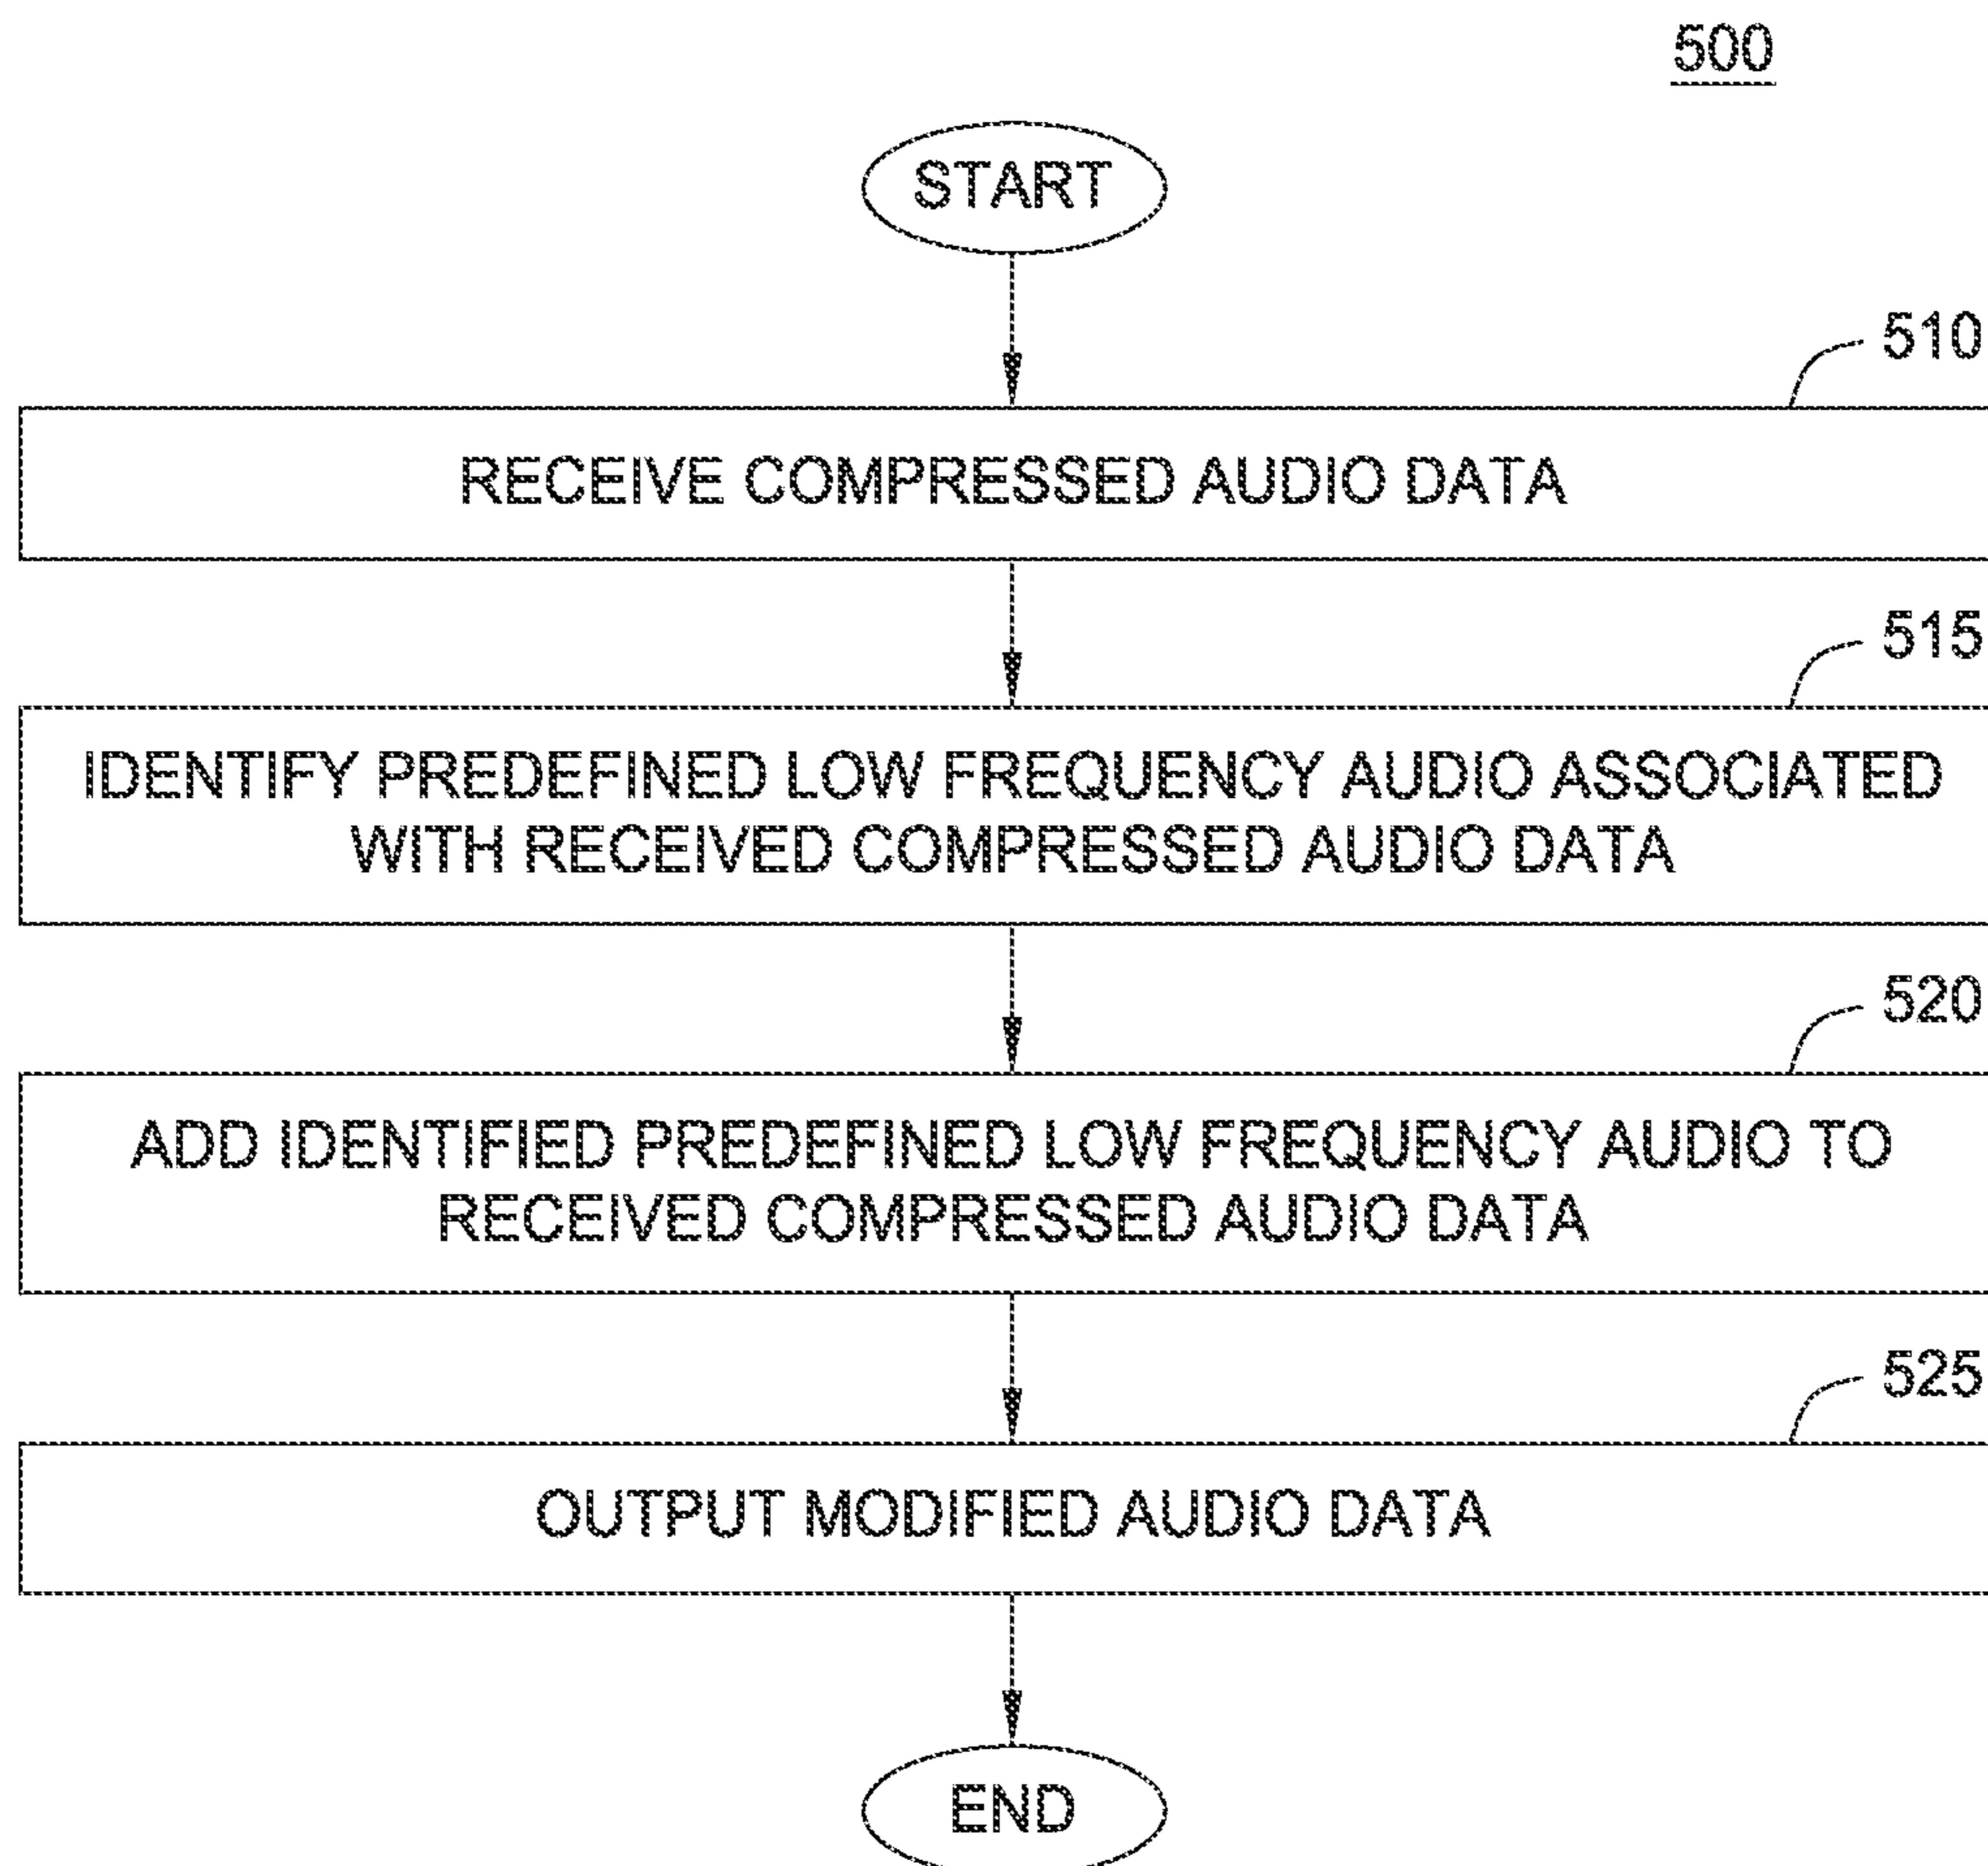 500
START
510
RECEIVE COMPRESSED AUDIO DATA
515
IDENTIFY PREDEFINED LOW FREQUENCY AUDIO ASSOCIATED
WITH RECEIVED COMPRESSED AUDIO DATA
520
ADD IDENTIFIED PREDEFINED LOW FREQUENCY AUDIO TO
RECEIVED COMPRESSED AUDIO DATA
525
OUTPUT MODIFIED AUDIO DATA
END